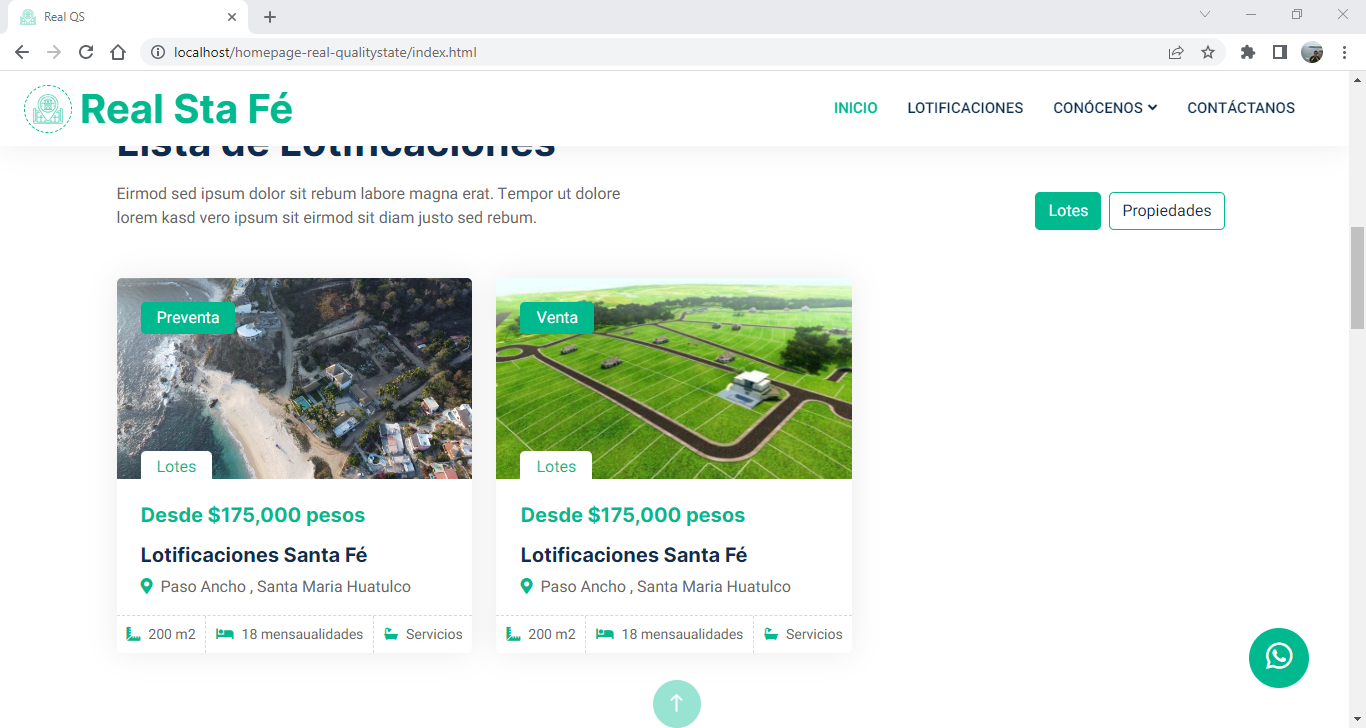 Real QS
localhost/homepage-real-qualitystate/index.html
Real Sta Fé
INICIO LOTIFICACIONES CONÓCENOS CONTÁCTANOS
Lista de Lotificaciones
Eirmod sed ipsum dolor sit rebum labore magna erat. Tempor ut dolore
lorem kasd vero ipsum sit eirmod sit diam justo sed rebum.
Lotes Propiedades
Preventa
Lotes
Desde $175,000 pesos
Lotificaciones Santa Fé
Paso Ancho , Santa Maria Huatulco
200 m2 18 mensaualidades Servicios
Venta
Lotes
Desde $175,000 pesos
Lotificaciones Santa Fé
Paso Ancho , Santa Maria Huatulco
200 m2 18 mensaualidades Servicios